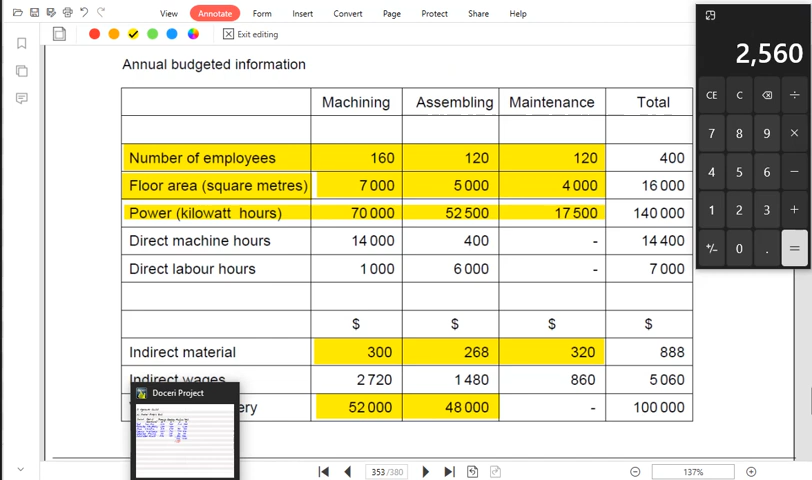 View Annotate Form Insert Convert Page Protect Share Help
Exit editing
2,560
CE C ÷
7 8 9 ×
4 5 6 −
1 2 3 +
+/− 0 . =
Annual budgeted information
Machining Assembling Maintenance Total
Number of employees 160 120 120 400
Floor area (square metres) 7 000 5 000 4 000 16 000
Power (kilowatt hours) 70 000 52 500 17 500 140 000
Direct machine hours 14 000 400 - 14 400
Direct labour hours 1 000 6 000 - 7 000
$ $ $ $
Indirect material 300 268 320 888
Indirect wages 2 720 1 480 860 5 060
Doceri Project
ery 52 000 48 000 - 100 000
353 /380
137%